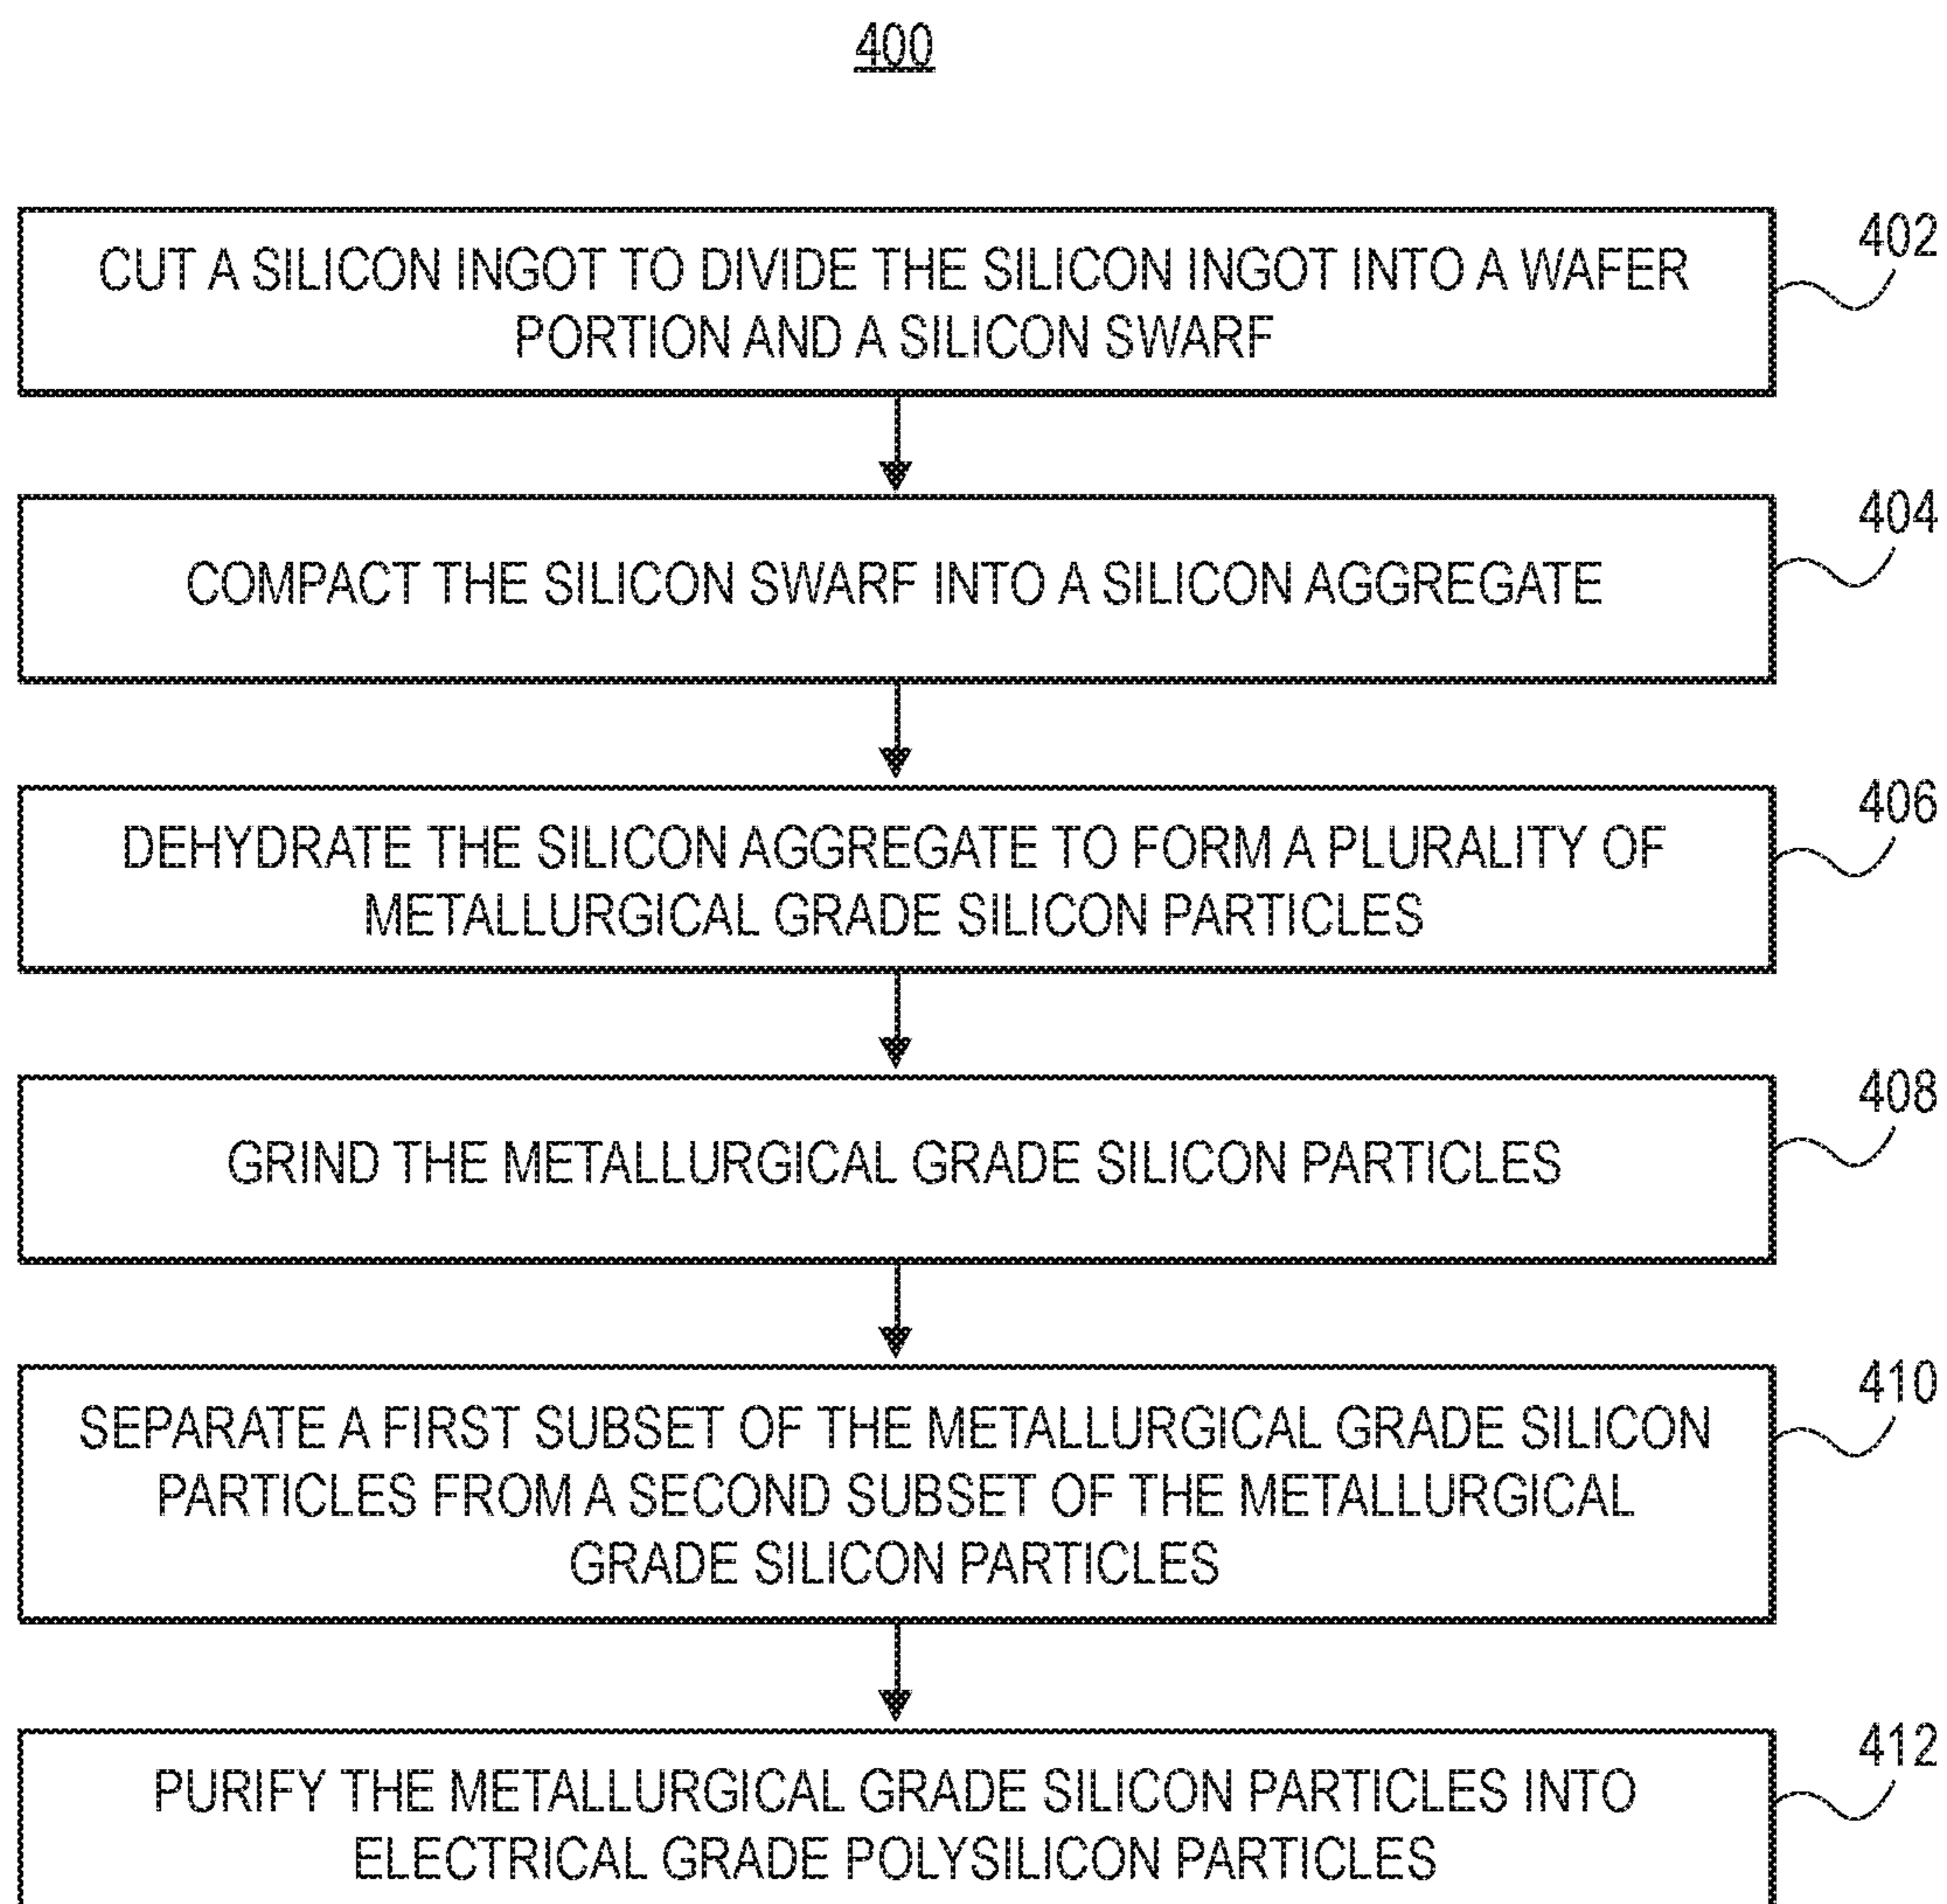 400
CUT A SILICON INGOT TO DIVIDE THE SILICON INGOT INTO A WAFER
PORTION AND A SILICON SWARF
402
COMPACT THE SILICON SWARF INTO A SILICON AGGREGATE
404
DEHYDRATE THE SILICON AGGREGATE TO FORM A PLURALITY OF
METALLURGICAL GRADE SILICON PARTICLES
406
GRIND THE METALLURGICAL GRADE SILICON PARTICLES
408
SEPARATE A FIRST SUBSET OF THE METALLURGICAL GRADE SILICON
PARTICLES FROM A SECOND SUBSET OF THE METALLURGICAL
GRADE SILICON PARTICLES
410
PURIFY THE METALLURGICAL GRADE SILICON PARTICLES INTO
ELECTRICAL GRADE POLYSILICON PARTICLES
412